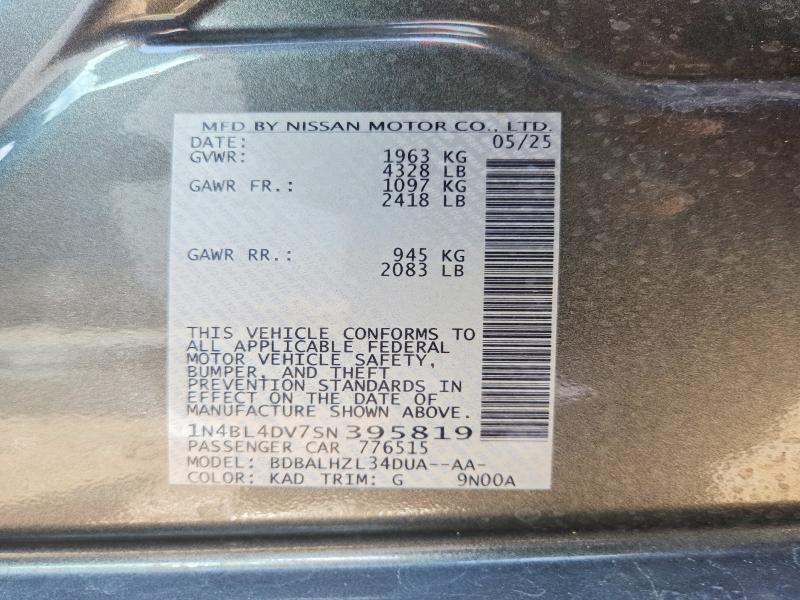 MFD BY NISSAN MOTOR CO., LTD.
DATE: 05/25
GVWR: 1963 KG
4328 LB
GAWR FR.: 1097 KG
2418 LB
GAWR RR.: 945 KG
2083 LB
THIS VEHICLE CONFORMS TO
ALL APPLICABLE FEDERAL
MOTOR VEHICLE SAFETY,
BUMPER, AND THEFT
PREVENTION STANDARDS IN
EFFECT ON THE DATE OF
MANUFACTURE SHOWN ABOVE.
1N4BL4DV7SN395819
PASSENGER CAR 776515
MODEL: BDBALHZL34DUA--AA-
COLOR: KAD TRIM: G 9N00A